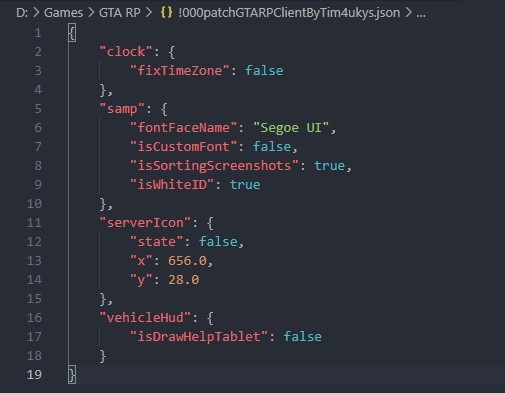 D: > Games > GTA RP > {} !000patchGTARPClientByTim4ukys.json > ...
1 {
2 "clock": {
3 "fixTimeZone": false
4 },
5 "samp": {
6 "fontFaceName": "Segoe UI",
7 "isCustomFont": false,
8 "isSortingScreenshots": true,
9 "isWhiteID": true
10 },
11 "serverIcon": {
12 "state": false,
13 "x": 656.0,
14 "y": 28.0
15 },
16 "vehicleHud": {
17 "isDrawHelpTablet": false
18 }
19 }